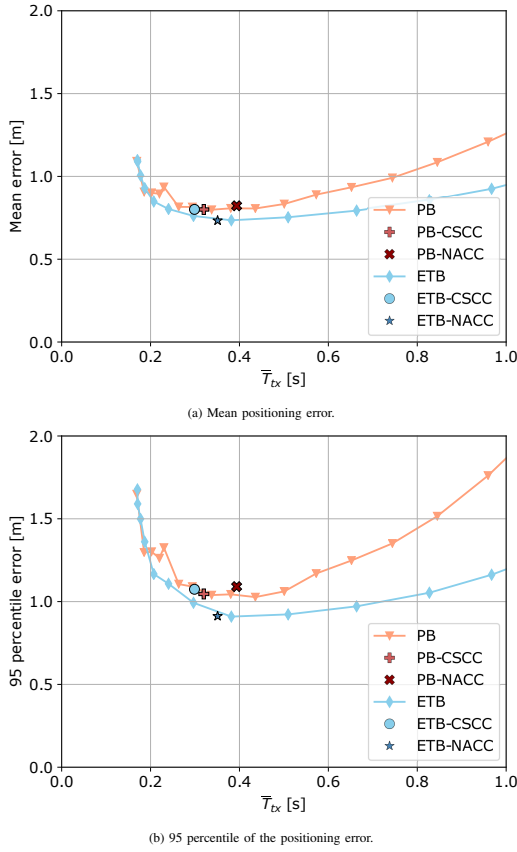 2.0
1.5
1.0
0.5
0.0
Mean error [m]
PB
PB-CSCC
PB-NACC
ETB
ETB-CSCC
ETB-NACC
0.0 0.2 0.4 0.6 0.8 1.0
T̅tx [s]
(a) Mean positioning error.
2.0
1.5
1.0
0.5
0.0
95 percentile error [m]
PB
PB-CSCC
PB-NACC
ETB
ETB-CSCC
ETB-NACC
0.0 0.2 0.4 0.6 0.8 1.0
T̅tx [s]
(b) 95 percentile of the positioning error.